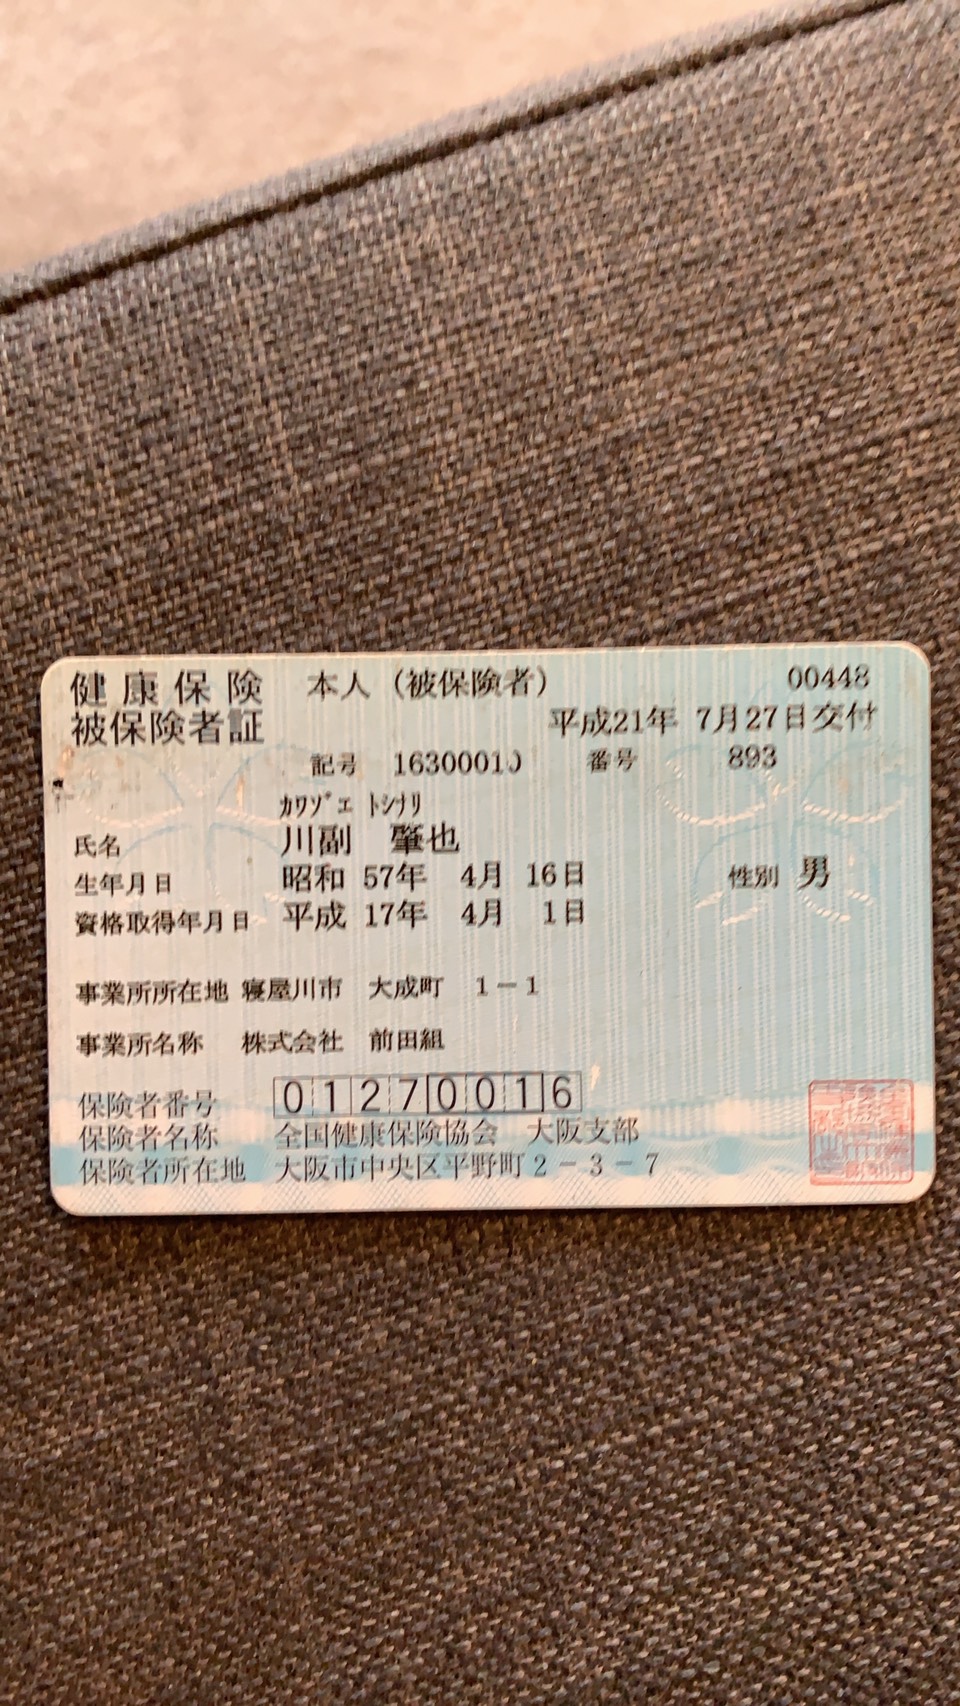 健康保険 本人（被保険者） 00448
被保険者証 平成21年 7月27日交付
記号 16300010 番号 893
ｶﾜｿﾞｴ ﾄｼﾅﾘ
氏名 川副 肇也
生年月日 昭和 57年 4月 16日 性別 男
資格取得年月日 平成 17年 4月 1日
事業所所在地 寝屋川市 大成町 1－1
事業所名称 株式会社 前田組
保険者番号 01270016
保険者名称 全国健康保険協会 大阪支部
保険者所在地 大阪市中央区平野町2－3－7